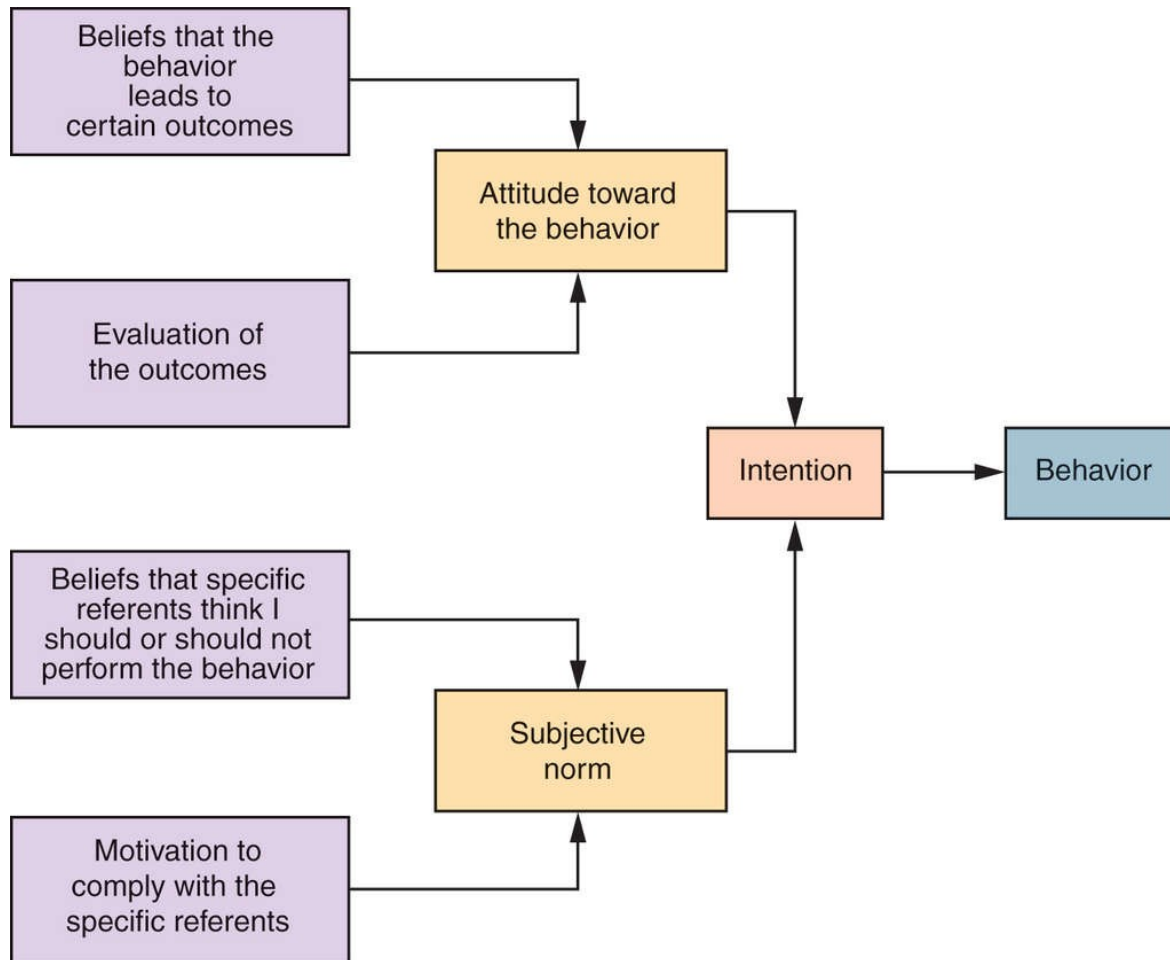 Beliefs that the
behavior
leads to
certain outcomes
Attitude toward
the behavior
Evaluation of
the outcomes
Intention
Behavior
Beliefs that specific
referents think I
should or should not
perform the behavior
Subjective
norm
Motivation to
comply with the
specific referents